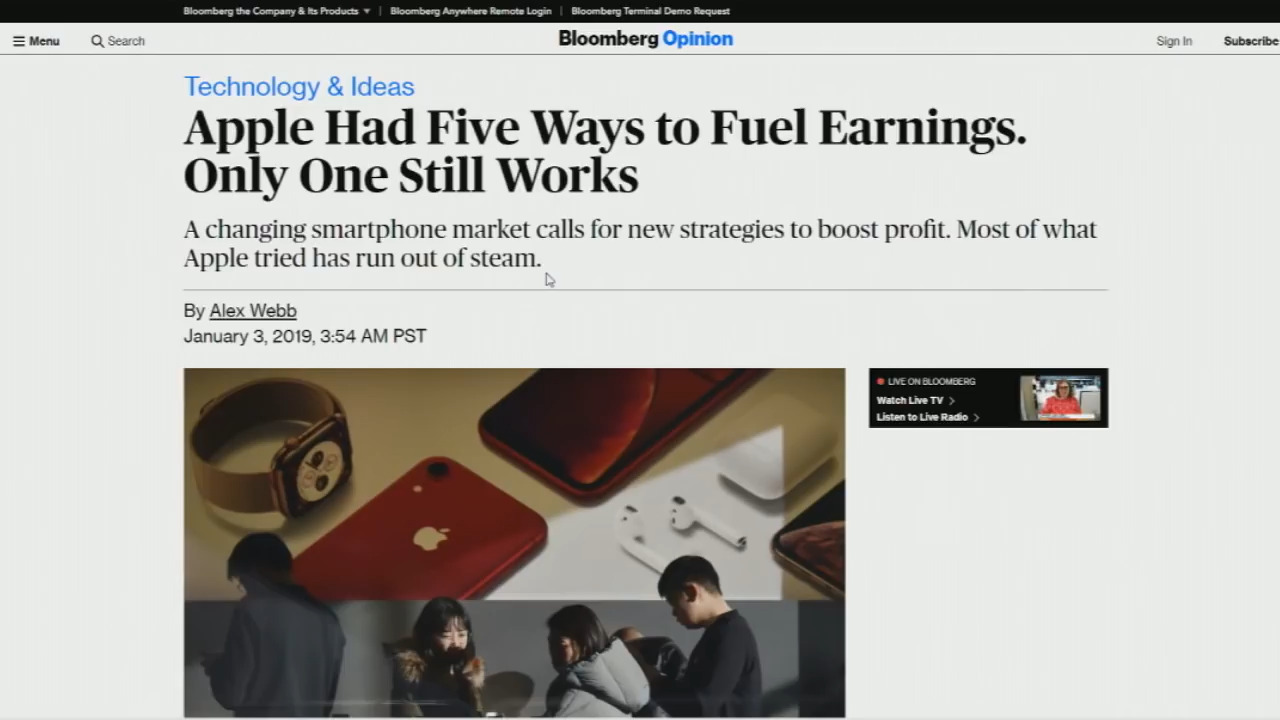 Bloomberg the Company & Its Products ▾ | Bloomberg Anywhere Remote Login | Bloomberg Terminal Demo Request
Menu Search Bloomberg Opinion Sign In Subscribe
Technology & Ideas
Apple Had Five Ways to Fuel Earnings.
Only One Still Works
A changing smartphone market calls for new strategies to boost profit. Most of what
Apple tried has run out of steam.
By Alex Webb
January 3, 2019, 3:54 AM PST
LIVE ON BLOOMBERG
Watch Live TV
Listen to Live Radio